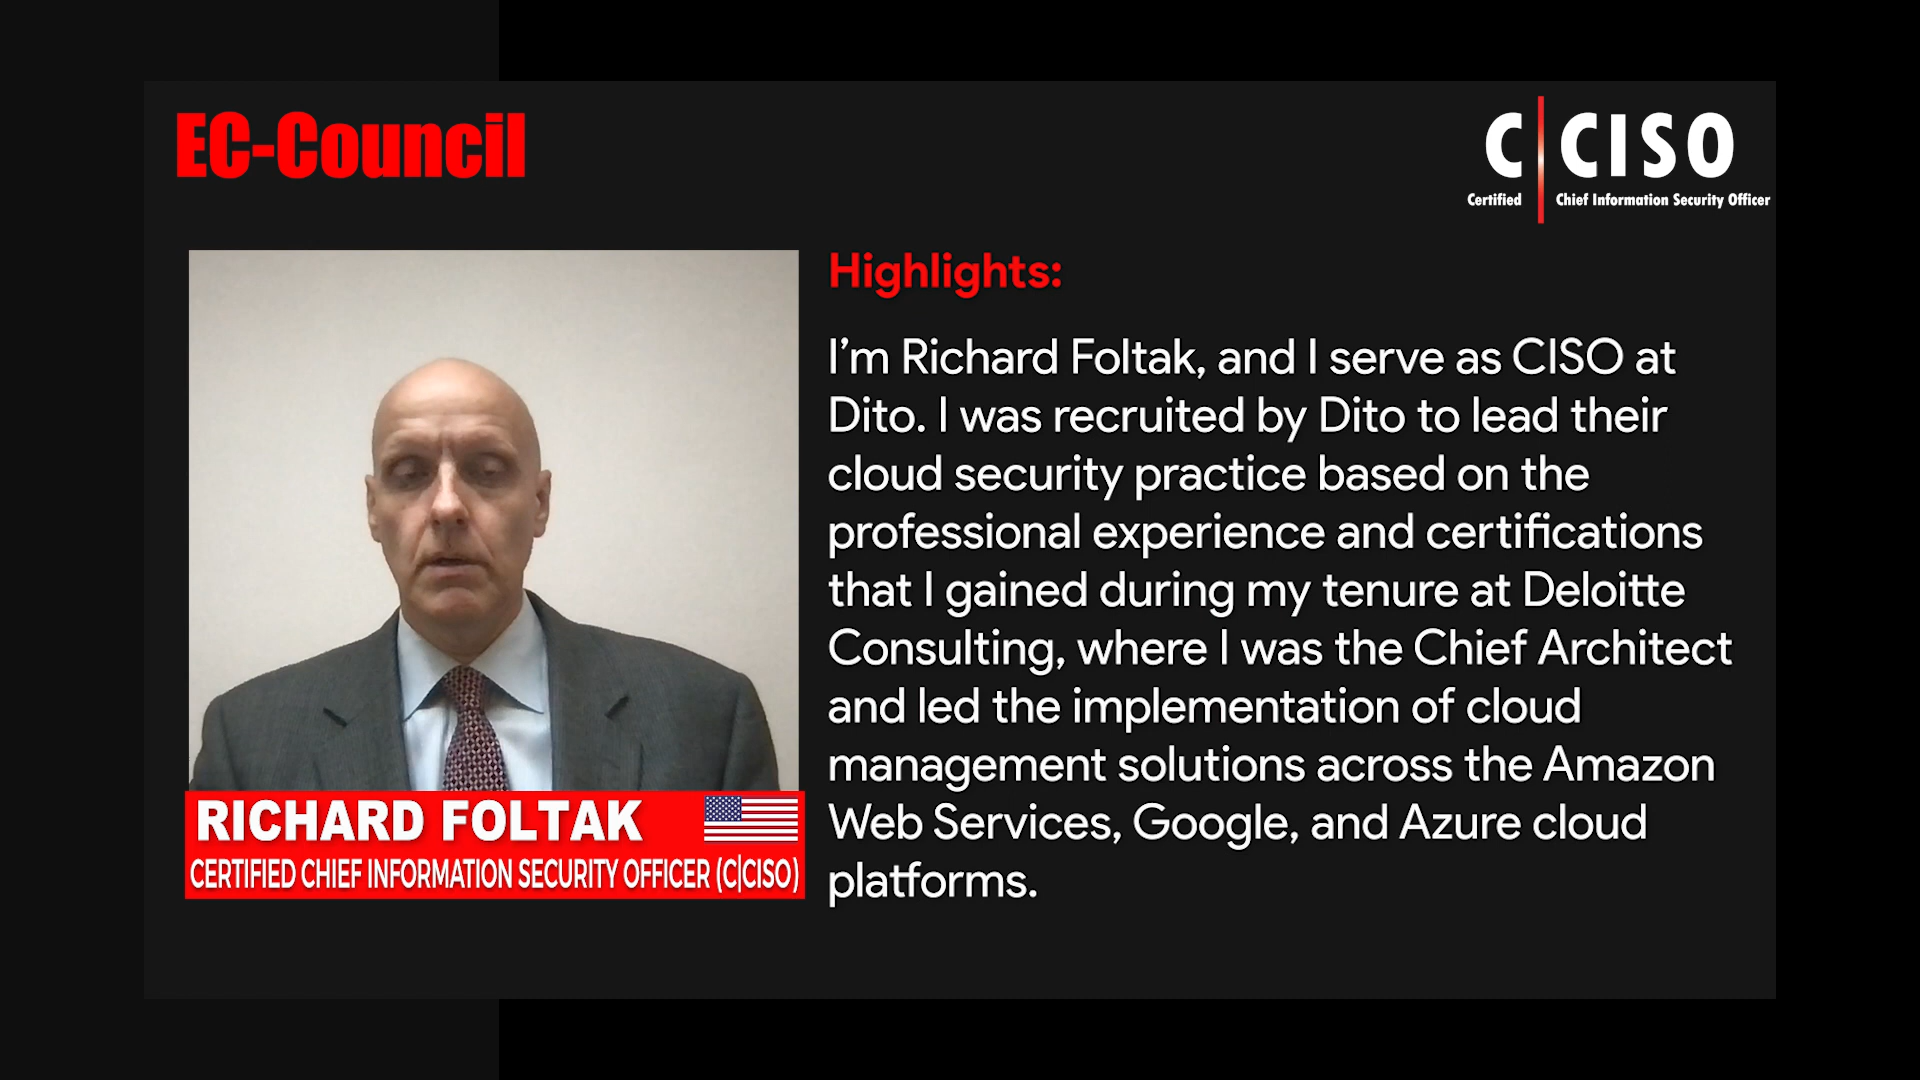 EC-Council
C|CISO
Certified Chief Information Security Officer
Highlights:
I’m Richard Foltak, and I serve as CISO at
Dito. I was recruited by Dito to lead their
cloud security practice based on the
professional experience and certifications
that I gained during my tenure at Deloitte
Consulting, where I was the Chief Architect
and led the implementation of cloud
management solutions across the Amazon
Web Services, Google, and Azure cloud
platforms.
RICHARD FOLTAK
CERTIFIED CHIEF INFORMATION SECURITY OFFICER (C|CISO)